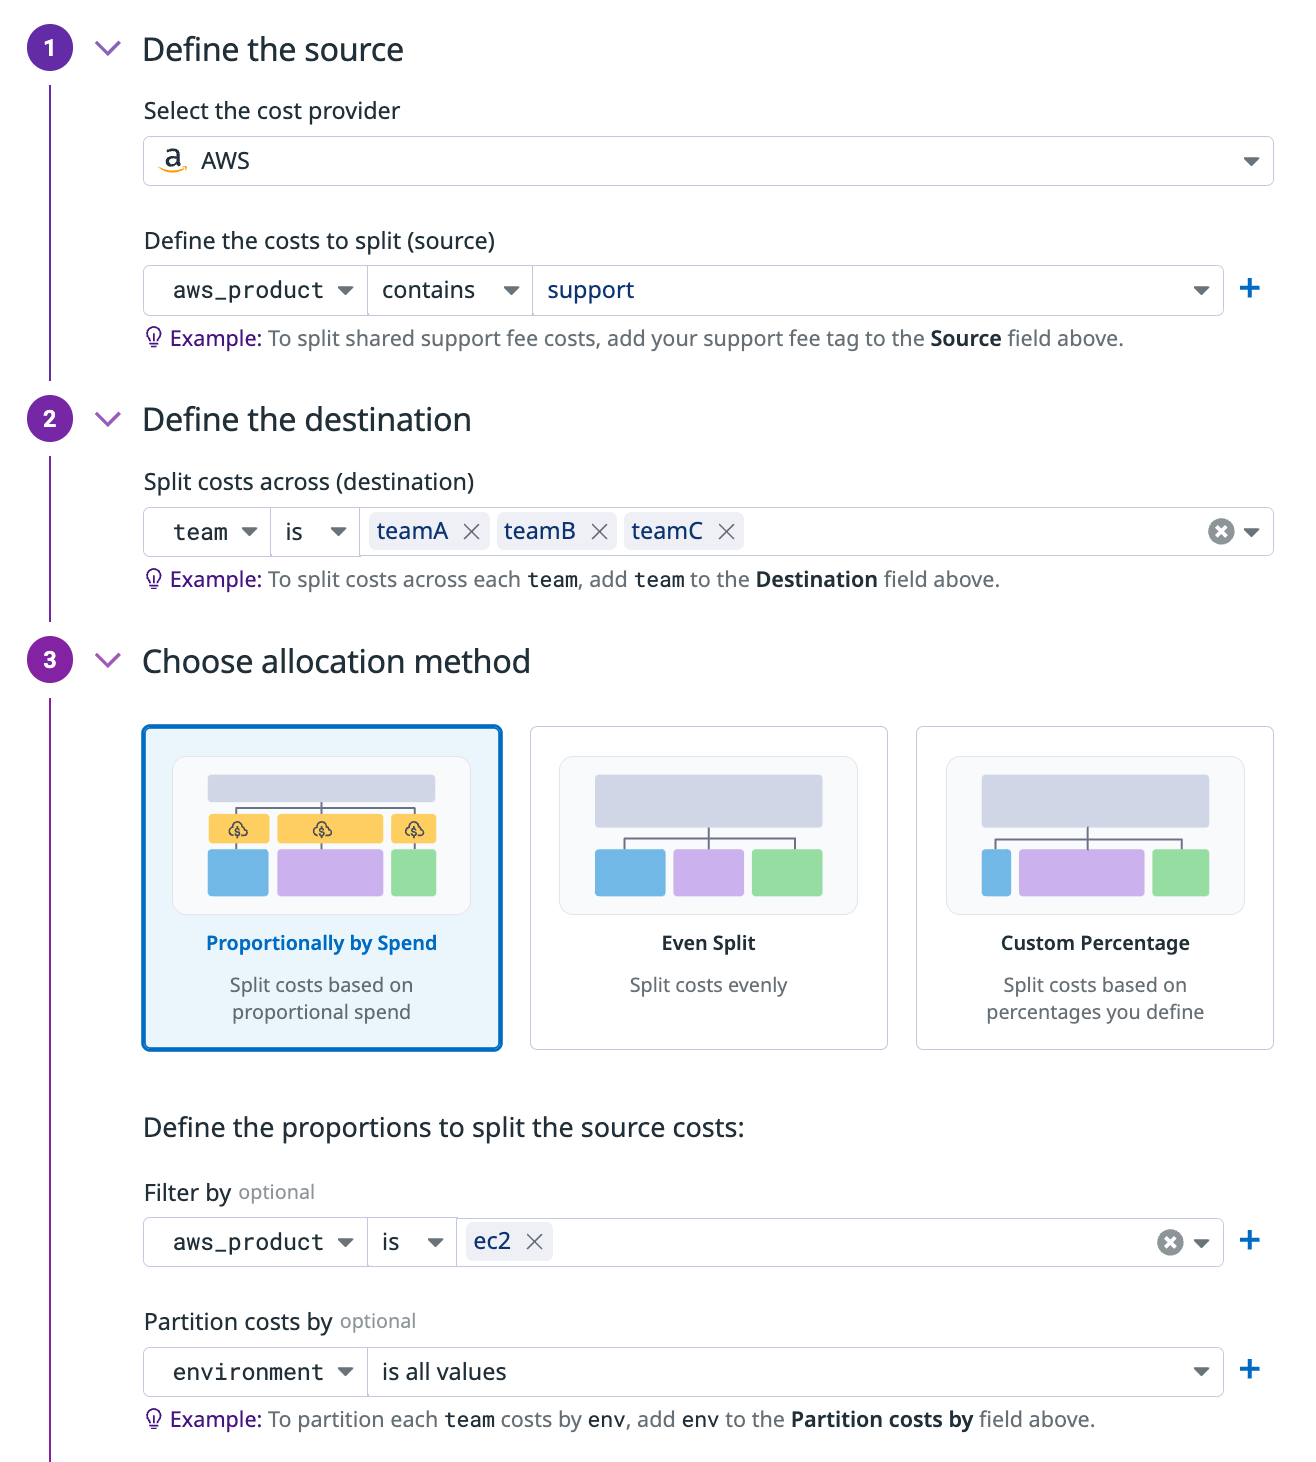 1 Define the source
Select the cost provider
a AWS
Define the costs to split (source)
aws_product contains support
Example: To split shared support fee costs, add your support fee tag to the Source field above.
2 Define the destination
Split costs across (destination)
team is teamA teamB teamC
Example: To split costs across each team, add team to the Destination field above.
3 Choose allocation method
$ $ $
Proportionally by Spend
Split costs based on
proportional spend
Even Split
Split costs evenly
Custom Percentage
Split costs based on
percentages you define
Define the proportions to split the source costs:
Filter by optional
aws_product is ec2
Partition costs by optional
environment is all values
Example: To partition each team costs by env, add env to the Partition costs by field above.